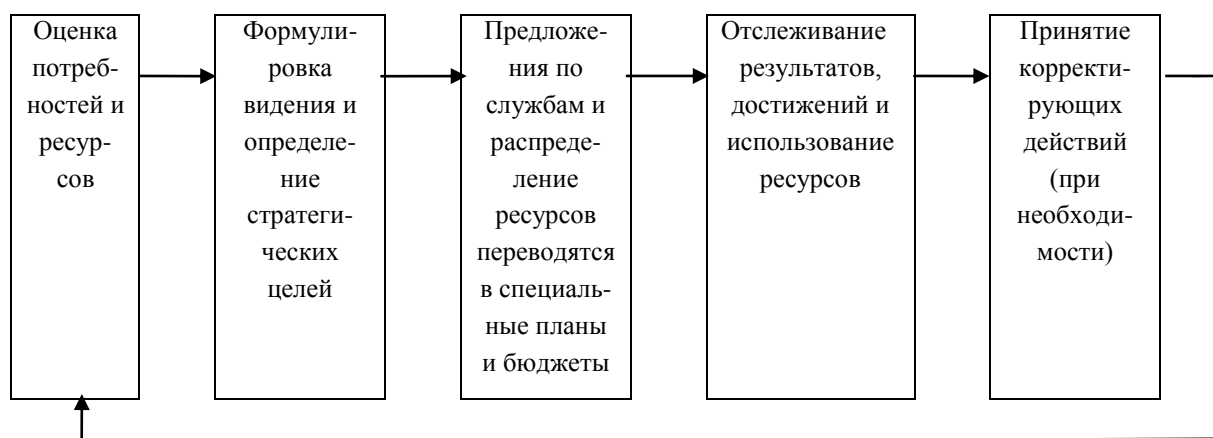 Оценка
потреб-
ностей и
ресур-
сов
Формули-
ровка
видения и
определе-
ние
стратеги-
ческих
целей
Предложе-
ния по
службам и
распреде-
ление
ресурсов
переводятся
в специаль-
ные планы
и бюджеты
Отслеживание
результатов,
достижений и
использование
ресурсов
Принятие
корректи-
рующих
действий
(при
необходи-
мости)